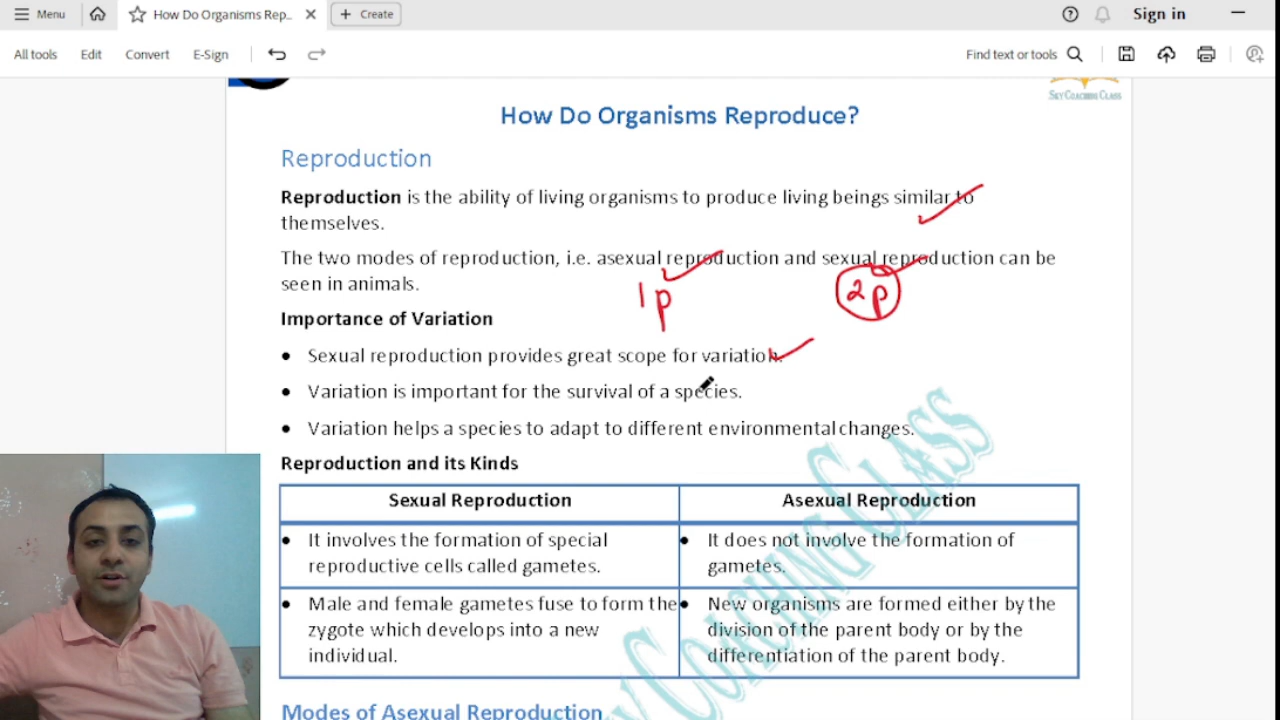 Menu
How Do Organisms Rep...
Create
Sign in
All tools
Edit
Convert
E-Sign
Find text or tools
SKY COACHING CLASS
How Do Organisms Reproduce?
Reproduction
Reproduction is the ability of living organisms to produce living beings similar to
themselves.
The two modes of reproduction, i.e. asexual reproduction and sexual reproduction can be
seen in animals.
1p
2p
Importance of Variation
• Sexual reproduction provides great scope for variation.
• Variation is important for the survival of a species.
• Variation helps a species to adapt to different environmental changes.
Reproduction and its Kinds
Sexual Reproduction
Asexual Reproduction
• It involves the formation of special
reproductive cells called gametes.
• It does not involve the formation of
gametes.
• Male and female gametes fuse to form the
zygote which develops into a new
individual.
• New organisms are formed either by the
division of the parent body or by the
differentiation of the parent body.
SKY COACHING CLASS
Modes of Asexual Reproduction